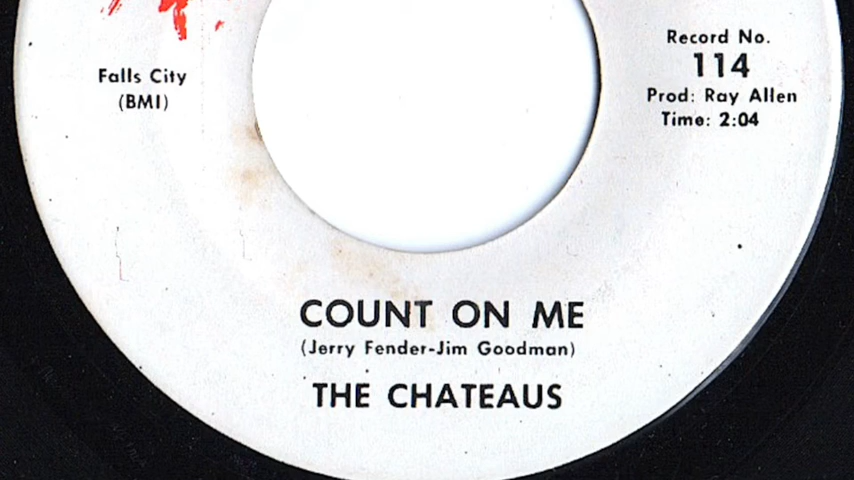 Falls City
(BMI)
Record No.
114
Prod: Ray Allen
Time: 2:04
COUNT ON ME
(Jerry Fender-Jim Goodman)
THE CHATEAUS